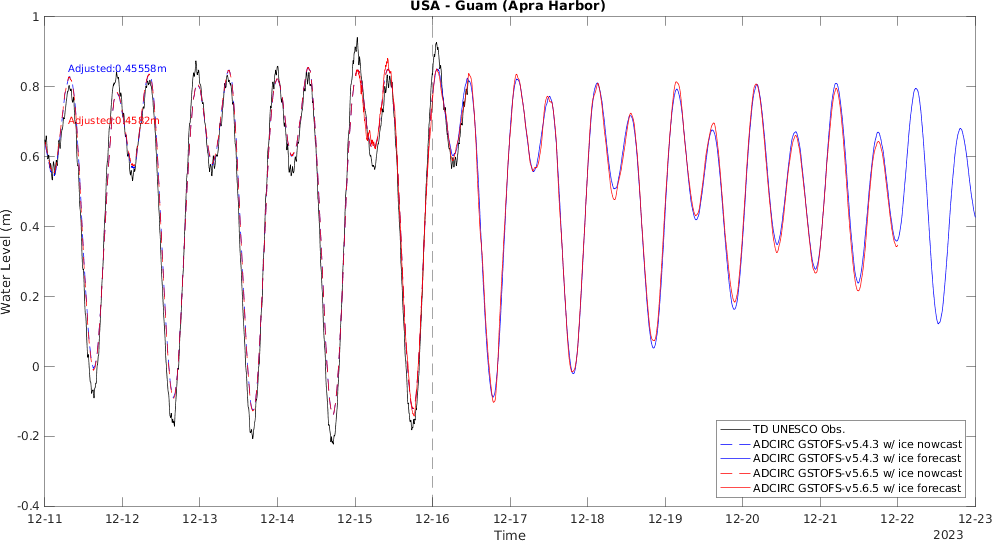 USA - Guam (Apra Harbor)
1
0.8
0.6
0.4
0.2
0
-0.2
-0.4
Water Level (m)
Adjusted:0.45558m
Adjusted:0.4582m
TD UNESCO Obs.
ADCIRC GSTOFS-v5.4.3 w/ ice nowcast
ADCIRC GSTOFS-v5.4.3 w/ ice forecast
ADCIRC GSTOFS-v5.6.5 w/ ice nowcast
ADCIRC GSTOFS-v5.6.5 w/ ice forecast
12-11 12-12 12-13 12-14 12-15 12-16 12-17 12-18 12-19 12-20 12-21 12-22 12-23
Time
2023